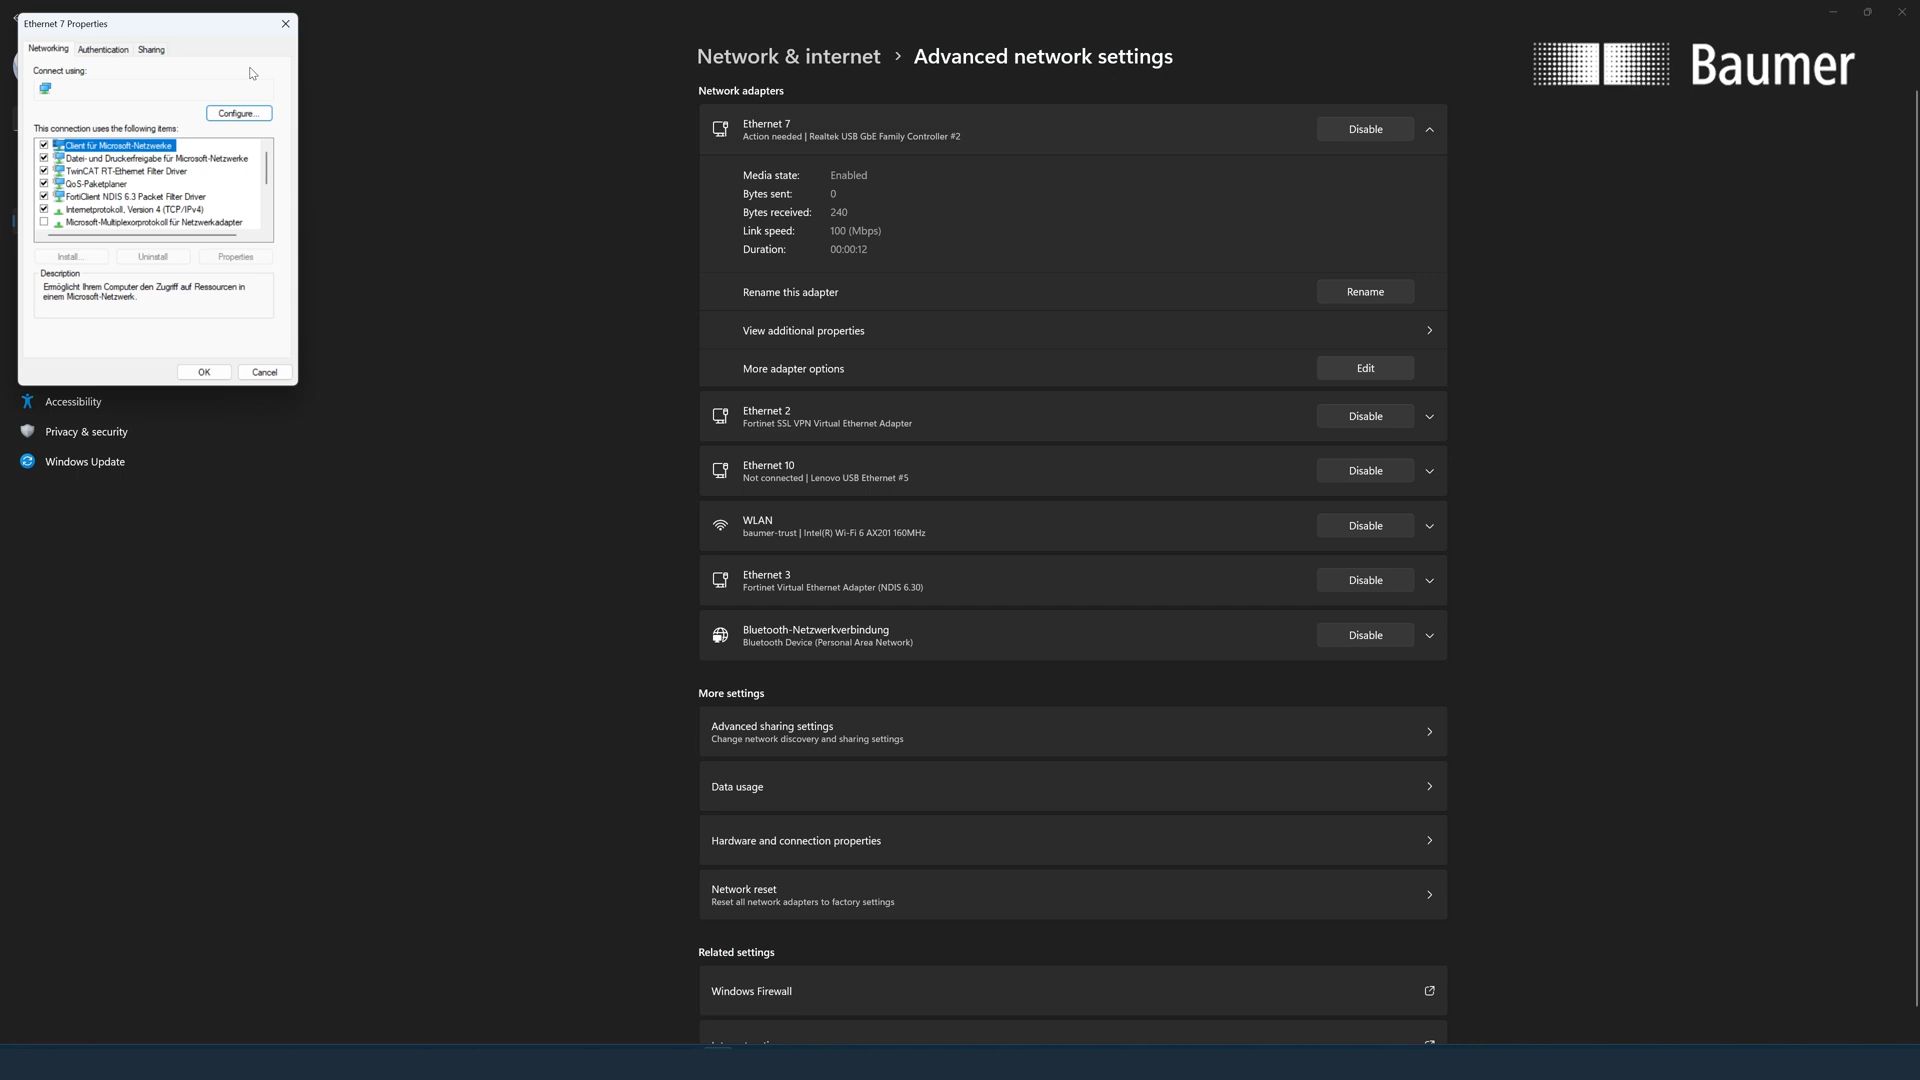 Ethernet 7 Properties
Networking
Authentication
Sharing
Connect using:
Configure...
This connection uses the following items:
Client für Microsoft-Netzwerke
Datei- und Druckerfreigabe für Microsoft-Netzwerke
TwinCAT RT-Ethernet Filter Driver
QoS-Paketplaner
FortiClient NDIS 6.3 Packet Filter Driver
Internetprotokoll, Version 4 (TCP/IPv4)
Microsoft-Multiplexorprotokoll für Netzwerkadapter
Install...
Uninstall
Properties
Description
Ermöglicht Ihrem Computer den Zugriff auf Ressourcen in
einem Microsoft-Netzwerk.
OK
Cancel
Accessibility
Privacy & security
Windows Update
Network & internet › Advanced network settings
Baumer
Network adapters
Ethernet 7
Action needed | Realtek USB GbE Family Controller #2
Disable
Media state: Enabled
Bytes sent: 0
Bytes received: 240
Link speed: 100 (Mbps)
Duration: 00:00:12
Rename this adapter
Rename
View additional properties
More adapter options
Edit
Ethernet 2
Fortinet SSL VPN Virtual Ethernet Adapter
Disable
Ethernet 10
Not connected | Lenovo USB Ethernet #5
Disable
WLAN
baumer-trust | Intel(R) Wi-Fi 6 AX201 160MHz
Disable
Ethernet 3
Fortinet Virtual Ethernet Adapter (NDIS 6.30)
Disable
Bluetooth-Netzwerkverbindung
Bluetooth Device (Personal Area Network)
Disable
More settings
Advanced sharing settings
Change network discovery and sharing settings
Data usage
Hardware and connection properties
Network reset
Reset all network adapters to factory settings
Related settings
Windows Firewall